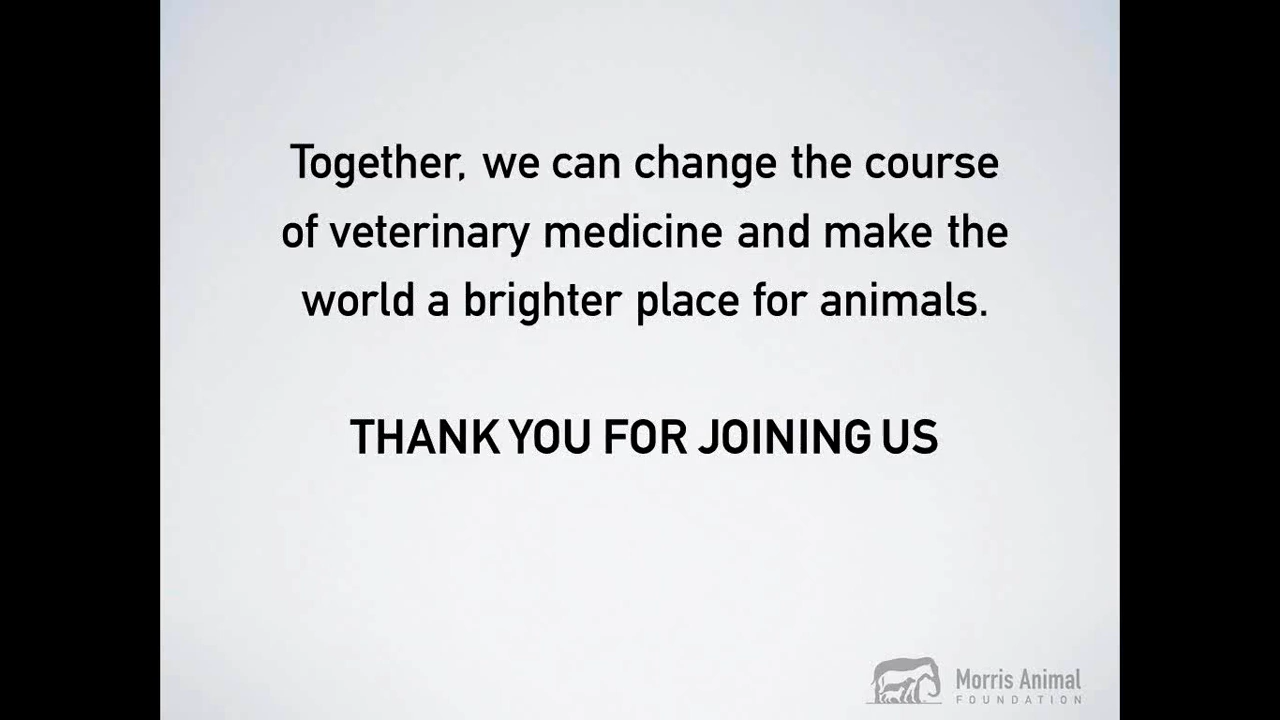 Together, we can change the course
of veterinary medicine and make the
world a brighter place for animals.
THANK YOU FOR JOINING US
Morris Animal
FOUNDATION